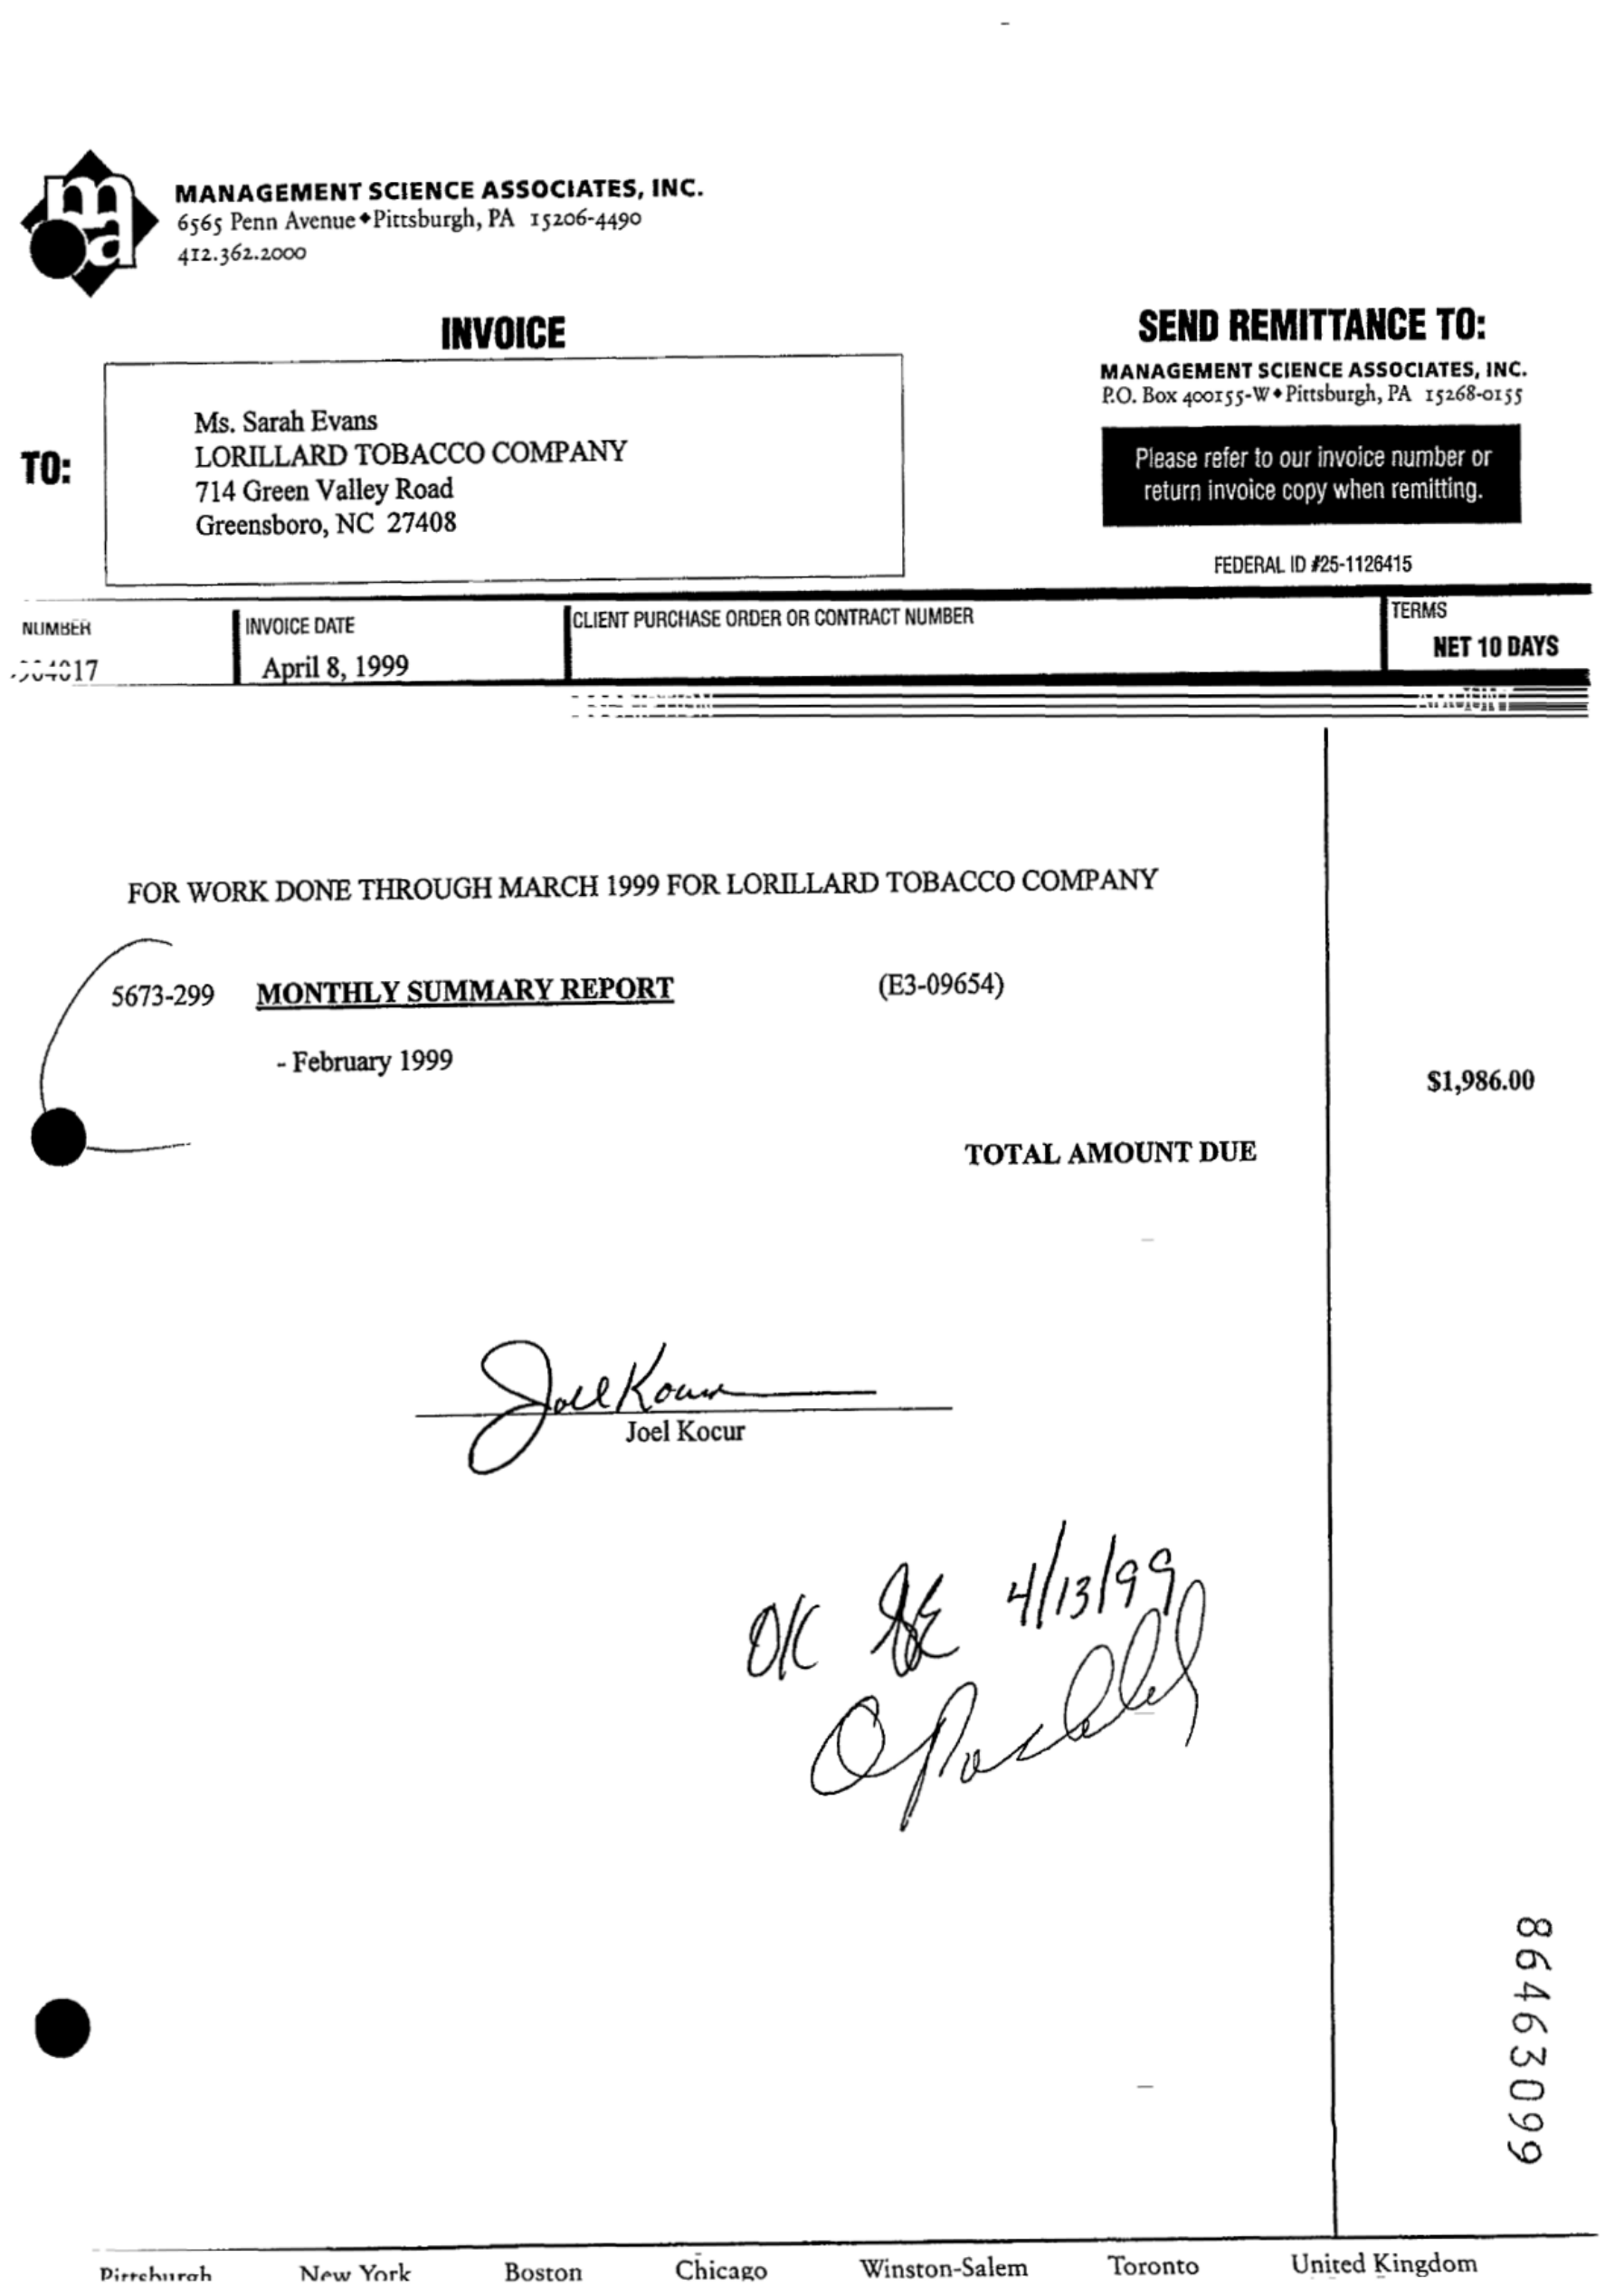 ma
MANAGEMENT SCIENCE ASSOCIATES, INC.
6565 Penn Avenue◆Pittsburgh, PA 15206-4490
412.362.2000
INVOICE
SEND REMITTANCE TO:
MANAGEMENT SCIENCE ASSOCIATES, INC.
P.O. Box 400155-W◆Pittsburgh, PA 15268-0155
Please refer to our invoice number or
return invoice copy when remitting.
FEDERAL ID #25-1126415
TO:
Ms. Sarah Evans
LORILLARD TOBACCO COMPANY
714 Green Valley Road
Greensboro, NC 27408
NUMBER
INVOICE DATE
April 8, 1999
CLIENT PURCHASE ORDER OR CONTRACT NUMBER
TERMS
NET 10 DAYS
FOR WORK DONE THROUGH MARCH 1999 FOR LORILLARD TOBACCO COMPANY
5673-299 MONTHLY SUMMARY REPORT (E3-09654)
- February 1999
$1,986.00
TOTAL AMOUNT DUE
Joel Kocur
Joel Kocur
OK SE 4/13/99
86463099
Pittsburgh New York Boston Chicago Winston-Salem Toronto United Kingdom